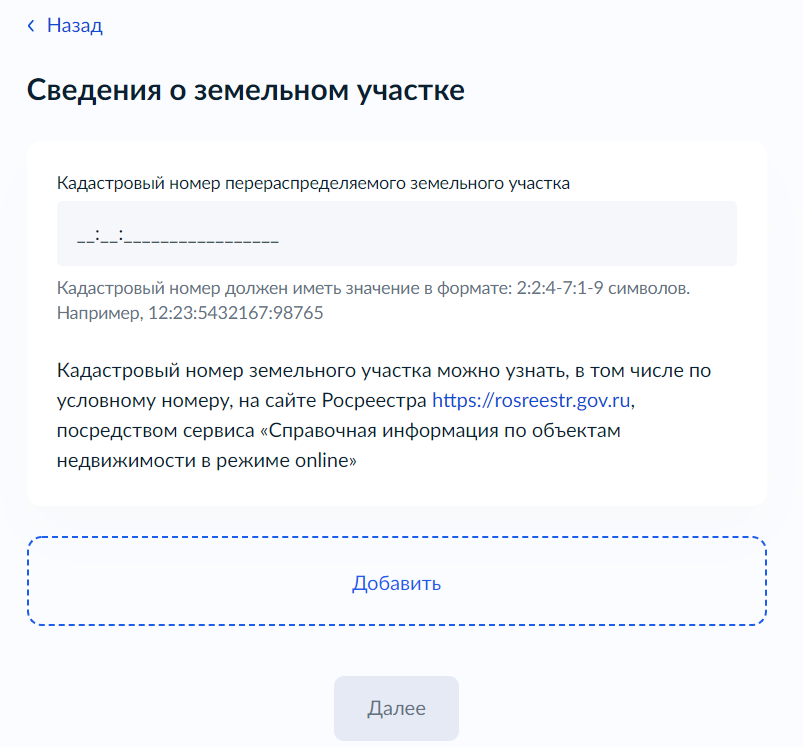 Назад
Сведения о земельном участке
Кадастровый номер перераспределяемого земельного участка
__:__:_________________
Кадастровый номер должен иметь значение в формате: 2:2:4-7:1-9 символов.
Например, 12:23:5432167:98765
Кадастровый номер земельного участка можно узнать, в том числе по
условному номеру, на сайте Росреестра https://rosreestr.gov.ru,
посредством сервиса «Справочная информация по объектам
недвижимости в режиме online»
Добавить
Далее